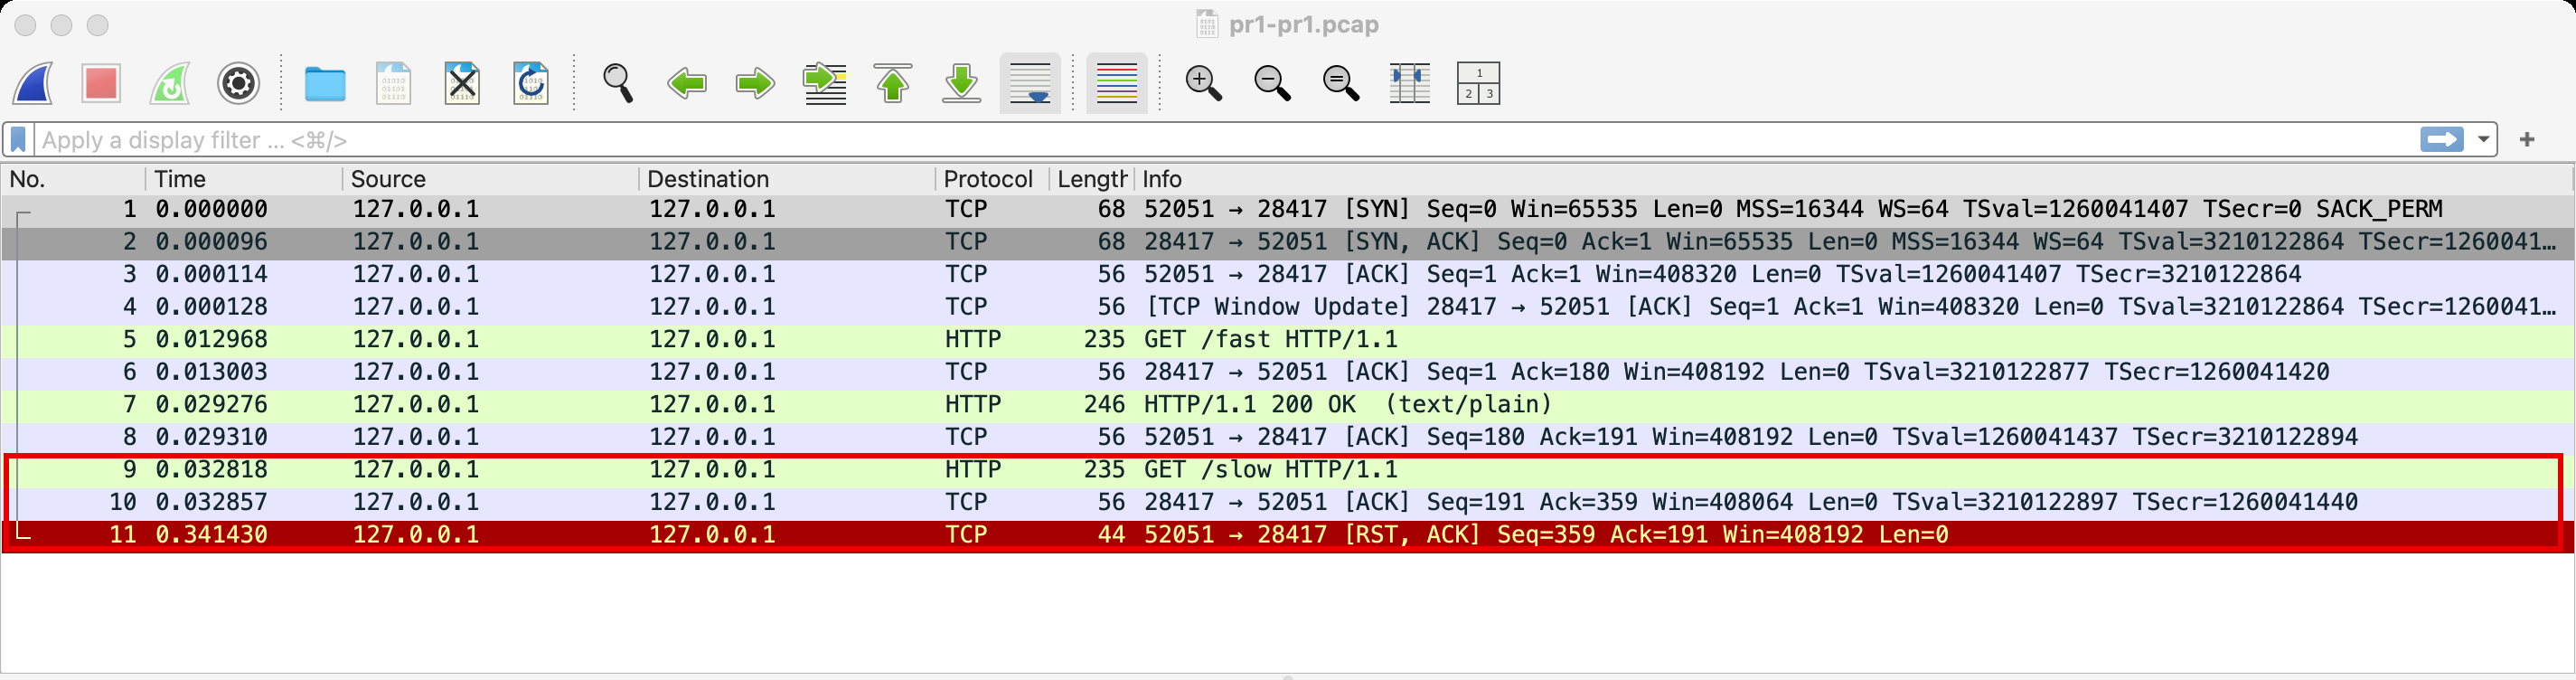 pr1-pr1.pcap
Apply a display filter ... <⌘/>
No. Time Source Destination Protocol Length Info
1 0.000000 127.0.0.1 127.0.0.1 TCP 68 52051 → 28417 [SYN] Seq=0 Win=65535 Len=0 MSS=16344 WS=64 TSval=1260041407 TSecr=0 SACK_PERM
2 0.000096 127.0.0.1 127.0.0.1 TCP 68 28417 → 52051 [SYN, ACK] Seq=0 Ack=1 Win=65535 Len=0 MSS=16344 WS=64 TSval=3210122864 TSecr=1260041…
3 0.000114 127.0.0.1 127.0.0.1 TCP 56 52051 → 28417 [ACK] Seq=1 Ack=1 Win=408320 Len=0 TSval=1260041407 TSecr=3210122864
4 0.000128 127.0.0.1 127.0.0.1 TCP 56 [TCP Window Update] 28417 → 52051 [ACK] Seq=1 Ack=1 Win=408320 Len=0 TSval=3210122864 TSecr=1260041…
5 0.012968 127.0.0.1 127.0.0.1 HTTP 235 GET /fast HTTP/1.1
6 0.013003 127.0.0.1 127.0.0.1 TCP 56 28417 → 52051 [ACK] Seq=1 Ack=180 Win=408192 Len=0 TSval=3210122877 TSecr=1260041420
7 0.029276 127.0.0.1 127.0.0.1 HTTP 246 HTTP/1.1 200 OK (text/plain)
8 0.029310 127.0.0.1 127.0.0.1 TCP 56 52051 → 28417 [ACK] Seq=180 Ack=191 Win=408192 Len=0 TSval=1260041437 TSecr=3210122894
9 0.032818 127.0.0.1 127.0.0.1 HTTP 235 GET /slow HTTP/1.1
10 0.032857 127.0.0.1 127.0.0.1 TCP 56 28417 → 52051 [ACK] Seq=191 Ack=359 Win=408064 Len=0 TSval=3210122897 TSecr=1260041440
11 0.341430 127.0.0.1 127.0.0.1 TCP 44 52051 → 28417 [RST, ACK] Seq=359 Ack=191 Win=408192 Len=0